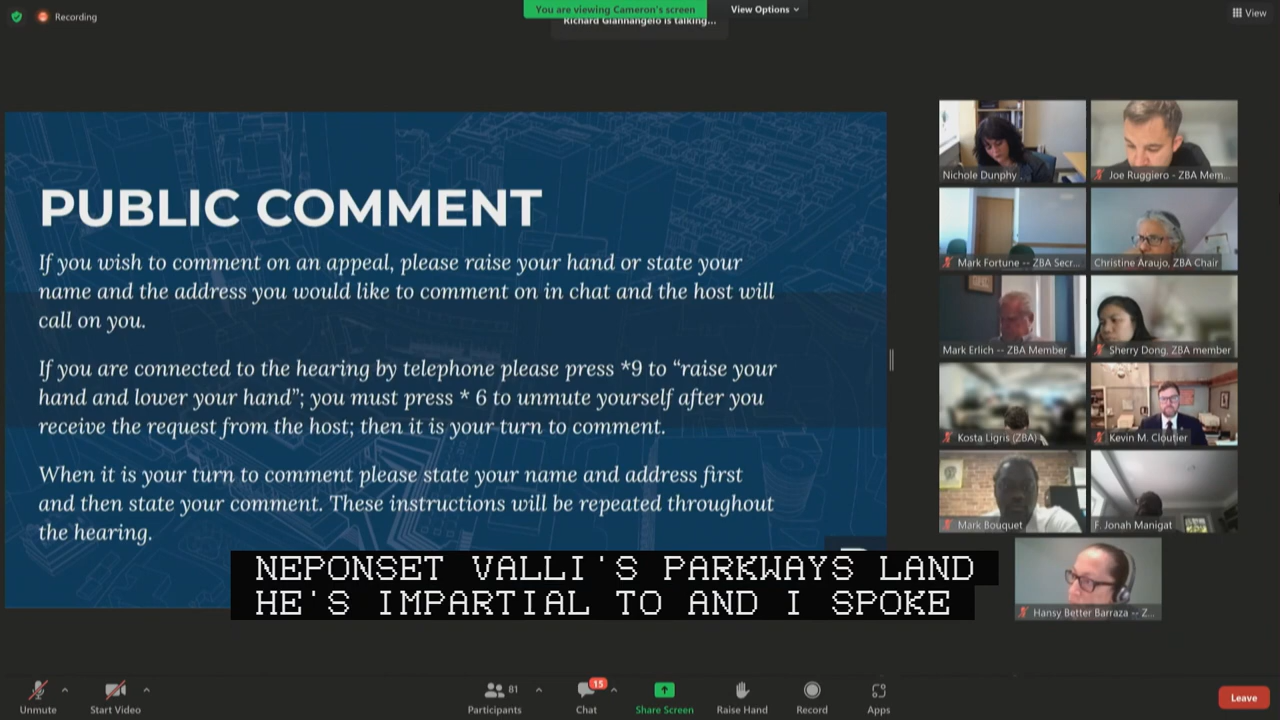 Recording
You are viewing Cameron's screen
View Options
Richard Giannangelo is talking...
View
PUBLIC COMMENT
If you wish to comment on an appeal, please raise your hand or state your
name and the address you would like to comment on in chat and the host will
call on you.
If you are connected to the hearing by telephone please press *9 to “raise your
hand and lower your hand”; you must press * 6 to unmute yourself after you
receive the request from the host; then it is your turn to comment.
When it is your turn to comment please state your name and address first
and then state your comment. These instructions will be repeated throughout
the hearing.
NEPONSET VALLI'S PARKWAYS LAND
HE'S IMPARTIAL TO AND I SPOKE
Nichole Dunphy
Joe Ruggiero - ZBA Mem...
Mark Fortune -- ZBA Secr...
Christine Araujo, ZBA Chair
Mark Erlich -- ZBA Member
Sherry Dong, ZBA member
Kosta Ligris (ZBA)
Kevin M. Cloutier
Mark Bouquet
F. Jonah Manigat
Hansy Better Barraza -- Z...
Unmute
Start Video
81
Participants
15
Chat
Share Screen
Raise Hand
Record
Apps
Leave